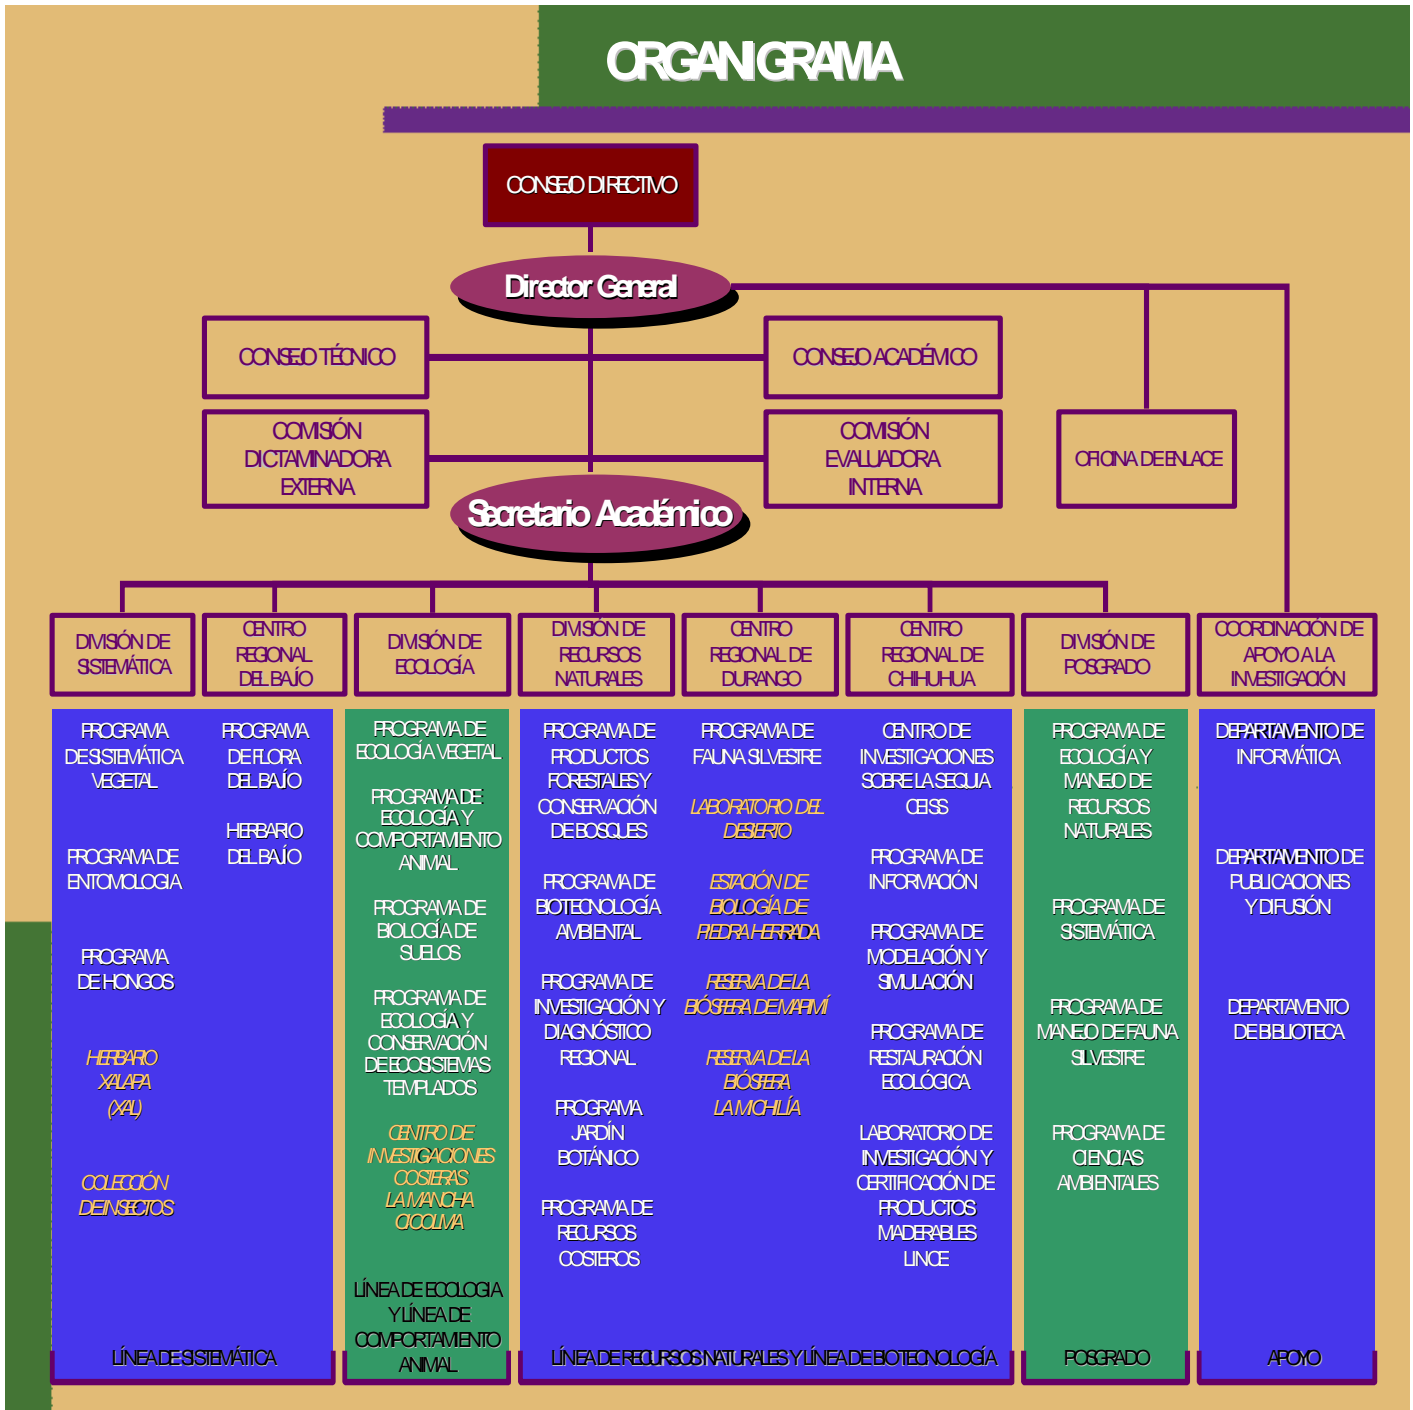 ORGANIGRAMA
CONSEJO DIRECTIVO
Director General
CONSEJO TÉCNICO
CONSEJO ACADÉMICO
COMISIÓN
DICTAMINADORA
EXTERNA
COMISIÓN
EVALUADORA
INTERNA
OFICINA DE ENLACE
Secretario Académico
DIVISIÓN DE
SISTEMÁTICA
CENTRO
REGIONAL
DEL BAJÍO
DIVISIÓN DE
ECOLOGÍA
DIVISIÓN DE
RECURSOS
NATURALES
CENTRO
REGIONAL DE
DURANGO
CENTRO
REGIONAL DE
CHIHUHUA
DIVISIÓN DE
POSGRADO
COORDINACIÓN DE
APOYO A LA
INVESTIGACIÓN
PROGRAMA
DE SISTEMÁTICA
VEGETAL
PROGRAMA DE
ENTOMOLOGIA
PROGRAMA
DE HONGOS
HERBARIO
XALAPA
(XAL)
COLECCIÓN
DE INSECTOS
PROGRAMA
DE FLORA
DEL BAJÍO
HERBARIO
DEL BAJÍO
LÍNEA DE SISTEMÁTICA
PROGRAMA DE
ECOLOGÍA VEGETAL
PROGRAMA DE
ECOLOGÍA Y
COMPORTAMIENTO
ANIMAL
PROGRAMA DE
BIOLOGÍA DE
SUELOS
PROGRAMA DE
ECOLOGÍA Y
CONSERVACIÓN
DE ECOSISTEMAS
TEMPLADOS
CENTRO DE
INVESTIGACIONES
COSTERAS
LA MANCHA
CICOLMA
LÍNEA DE ECOLOGIA
Y LÍNEA DE
COMPORTAMIENTO
ANIMAL
PROGRAMA DE
PRODUCTOS
FORESTALES Y
CONSERVACIÓN
DE BOSQUES
PROGRAMA DE
BIOTECNOLOGÍA
AMBIENTAL
PROGRAMA DE
INVESTIGACIÓN Y
DIAGNÓSTICO
REGIONAL
PROGRAMA
JARDÍN
BOTÁNICO
PROGRAMA DE
RECURSOS
COSTEROS
PROGRAMA DE
FAUNA SILVESTRE
LABORATORIO DEL
DESIERTO
ESTACIÓN DE
BIOLOGÍA DE
PIEDRA HERRADA
RESERVA DE LA
BIÓSFERA DE MAPIMÍ
RESERVA DE LA
BIÓSFERA
LA MICHILÍA
CENTRO DE
INVESTIGACIONES
SOBRE LA SEQUIA
CEISS
PROGRAMA DE
INFORMACIÓN
PROGRAMA DE
MODELACIÓN Y
SIMULACIÓN
PROGRAMA DE
RESTAURACIÓN
ECOLÓGICA
LABORATORIO DE
INVESTIGACIÓN Y
CERTIFICACIÓN DE
PRODUCTOS
MADERABLES
LINCE
LÍNEA DE RECURSOS NATURALES Y LÍNEA DE BIOTECNOLOGÍA
PROGRAMA DE
ECOLOGÍA Y
MANEJO DE
RECURSOS
NATURALES
PROGRAMA DE
SISTEMÁTICA
PROGRAMA DE
MANEJO DE FAUNA
SILVESTRE
PROGRAMA DE
CIENCIAS
AMBIENTALES
POSGRADO
DEPARTAMENTO DE
INFORMÁTICA
DEPARTAMENTO DE
PUBLICACIONES
Y DIFUSIÓN
DEPARTAMENTO
DE BIBLIOTECA
APOYO